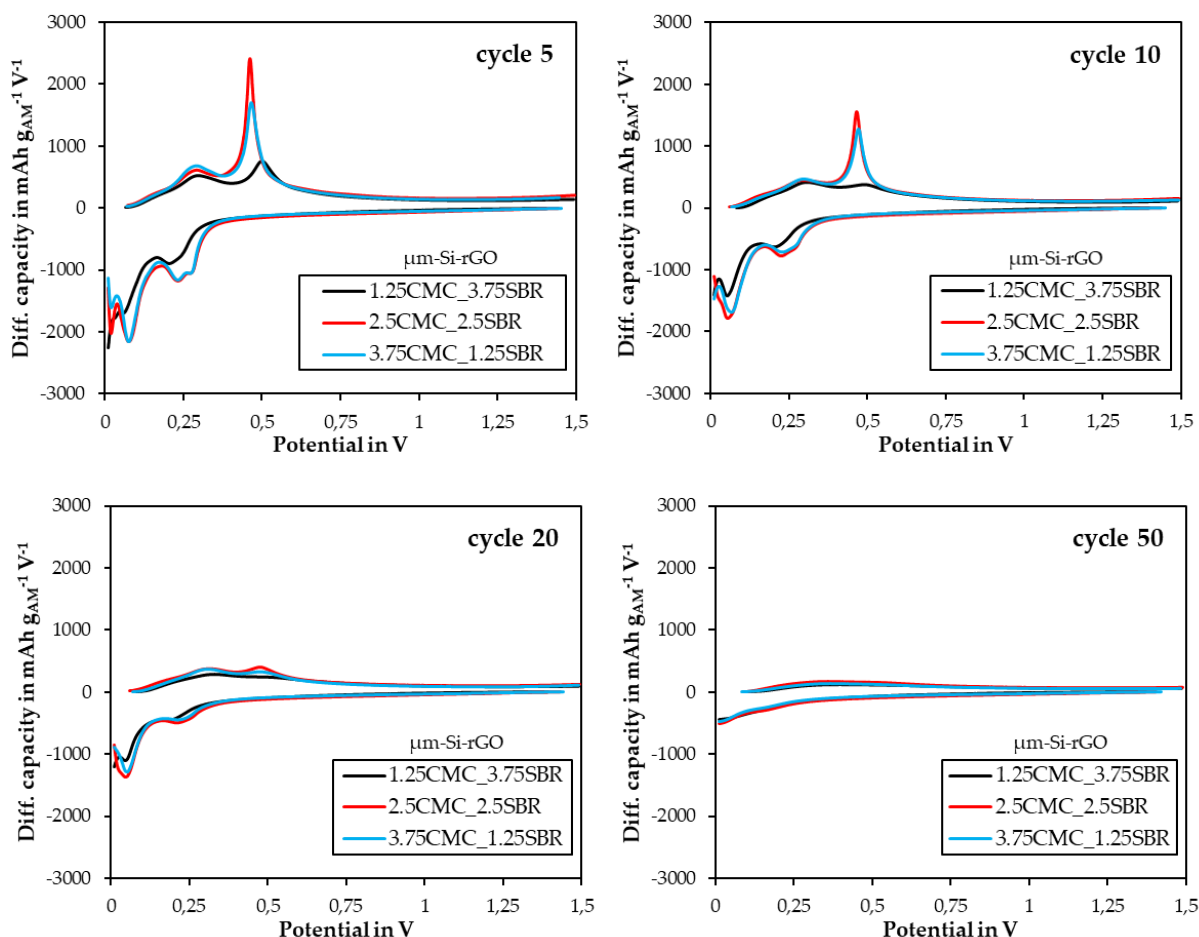 cycle 5
Diff. capacity in mAh g_AM⁻¹ V⁻¹
3000
2000
1000
0
-1000
-2000
-3000
µm-Si-rGO
1.25CMC_3.75SBR
2.5CMC_2.5SBR
3.75CMC_1.25SBR
0 0,25 0,5 0,75 1 1,25 1,5
Potential in V
cycle 10
Diff. capacity in mAh g_AM⁻¹ V⁻¹
3000
2000
1000
0
-1000
-2000
-3000
µm-Si-rGO
1.25CMC_3.75SBR
2.5CMC_2.5SBR
3.75CMC_1.25SBR
0 0,25 0,5 0,75 1 1,25 1,5
Potential in V
cycle 20
Diff. capacity in mAh g_AM⁻¹ V⁻¹
3000
2000
1000
0
-1000
-2000
-3000
µm-Si-rGO
1.25CMC_3.75SBR
2.5CMC_2.5SBR
3.75CMC_1.25SBR
0 0,25 0,5 0,75 1 1,25 1,5
Potential in V
cycle 50
Diff. capacity in mAh g_AM⁻¹ V⁻¹
3000
2000
1000
0
-1000
-2000
-3000
µm-Si-rGO
1.25CMC_3.75SBR
2.5CMC_2.5SBR
3.75CMC_1.25SBR
0 0,25 0,5 0,75 1 1,25 1,5
Potential in V